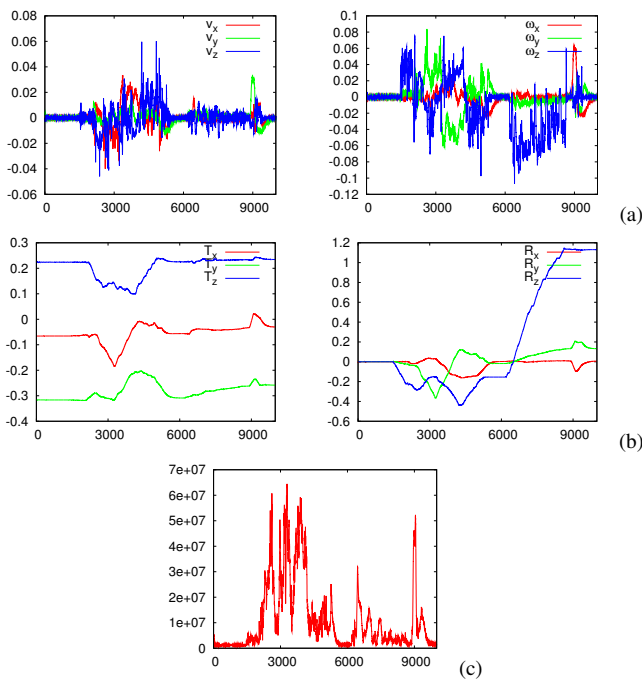 0.08
0.06
0.04
0.02
0
-0.02
-0.04
-0.06
0 3000 6000 9000
v_x
v_y
v_z
0.1
0.08
0.06
0.04
0.02
0
-0.02
-0.04
-0.06
-0.08
-0.1
-0.12
0 3000 6000 9000
ω_x
ω_y
ω_z
(a)
0.3
0.2
0.1
0
-0.1
-0.2
-0.3
-0.4
0 3000 6000 9000
T_x
T_y
T_z
1.2
1
0.8
0.6
0.4
0.2
0
-0.2
-0.4
-0.6
0 3000 6000 9000
R_x
R_y
R_z
(b)
7e+07
6e+07
5e+07
4e+07
3e+07
2e+07
1e+07
0
0 3000 6000 9000
(c)